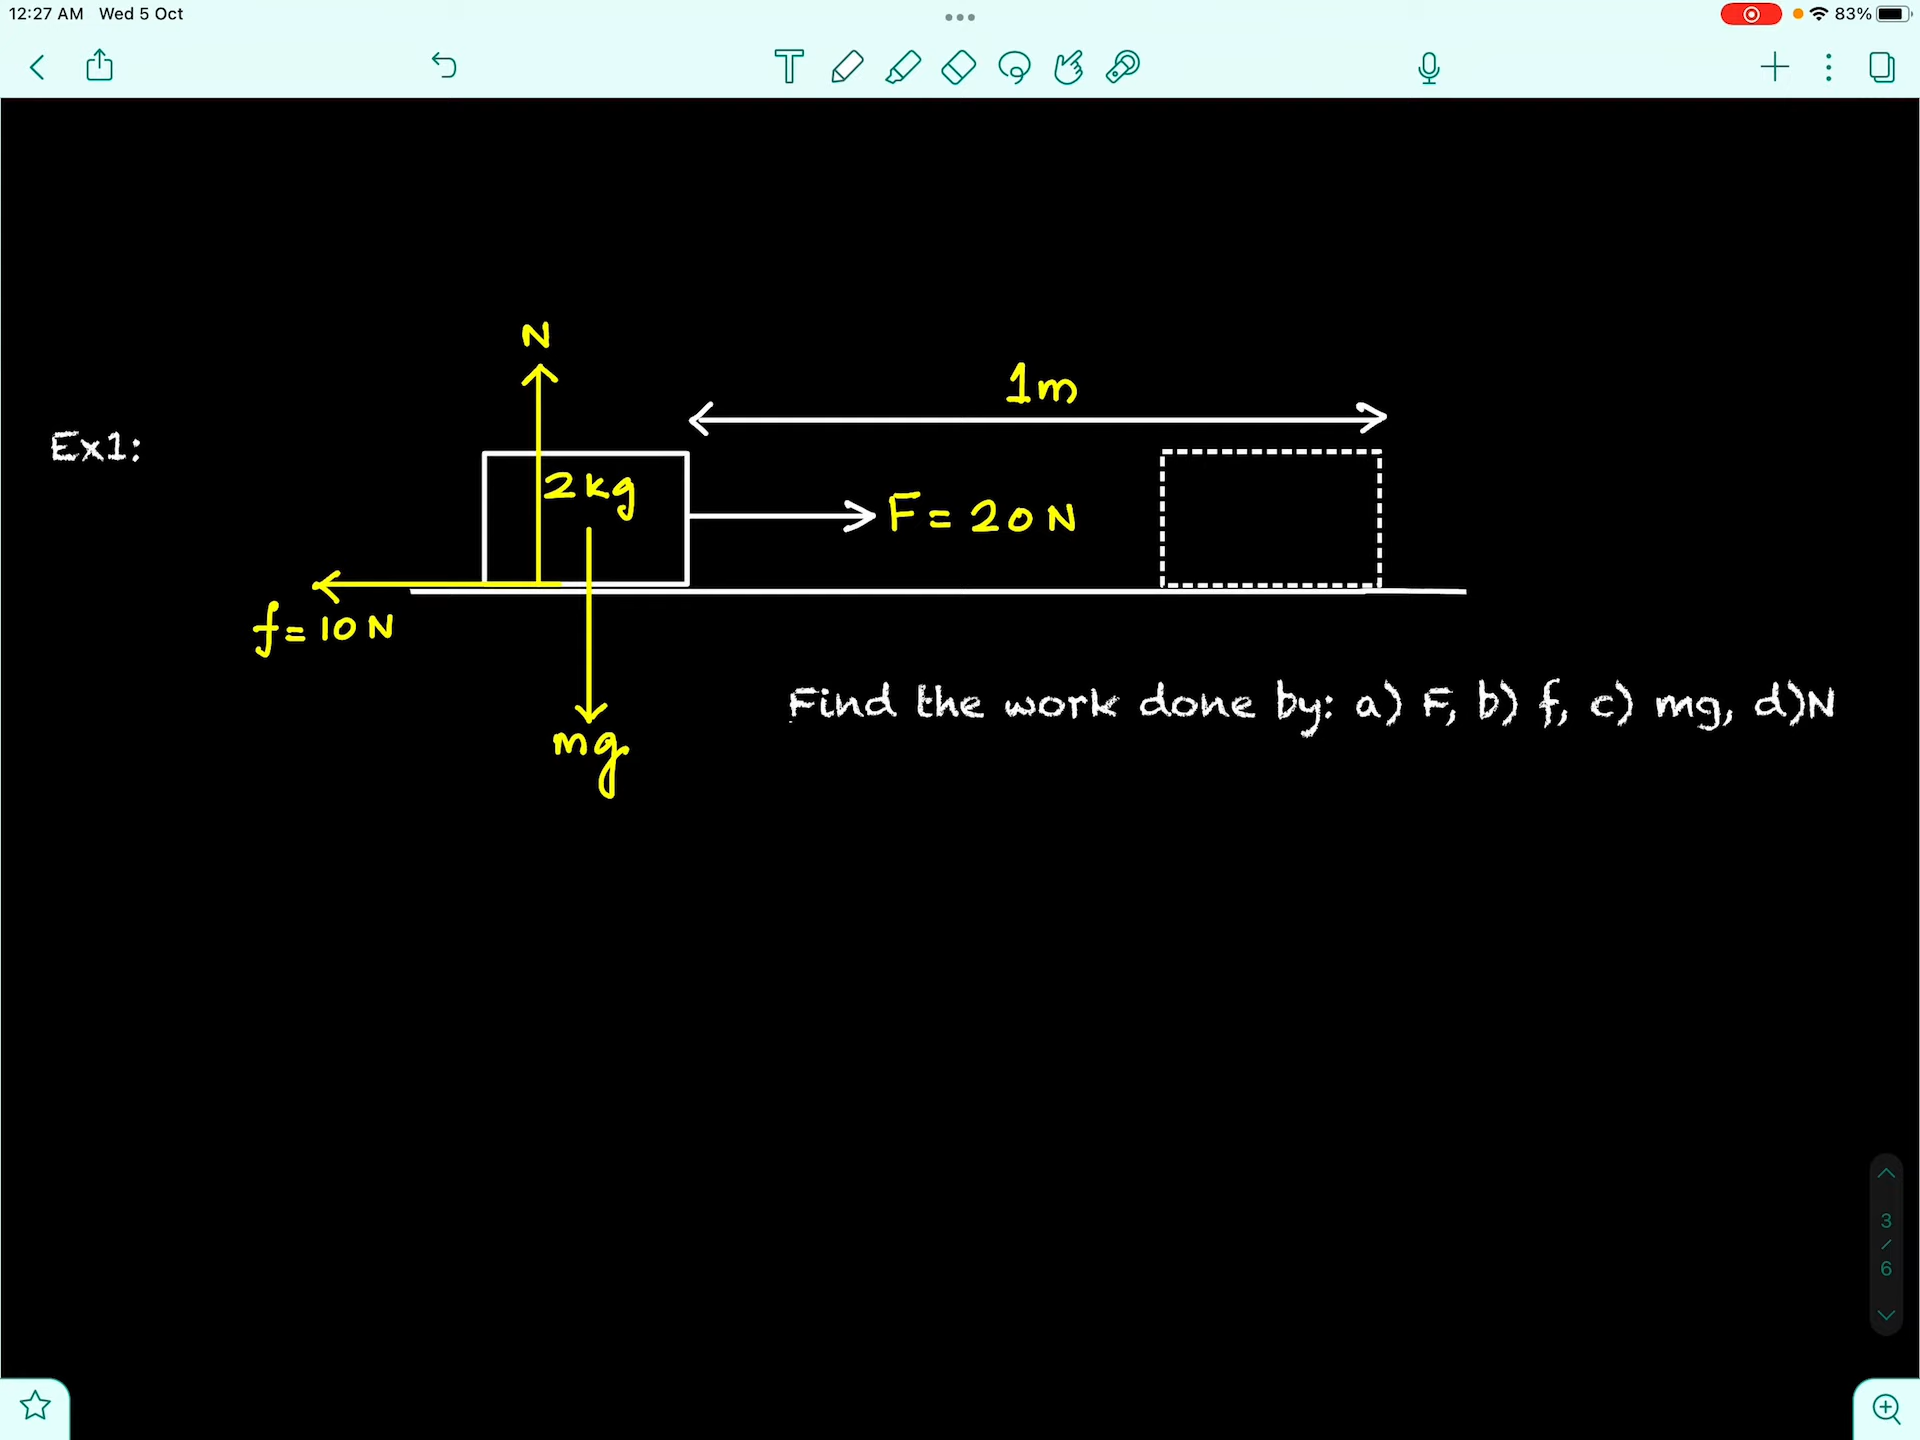 12:27 AM Wed 5 Oct
83%
T
N
1m
Ex1:
2kg
F = 20 N
f = 10 N
Find the work done by: a) F, b) f, c) mg, d)N
mg
3
/
6